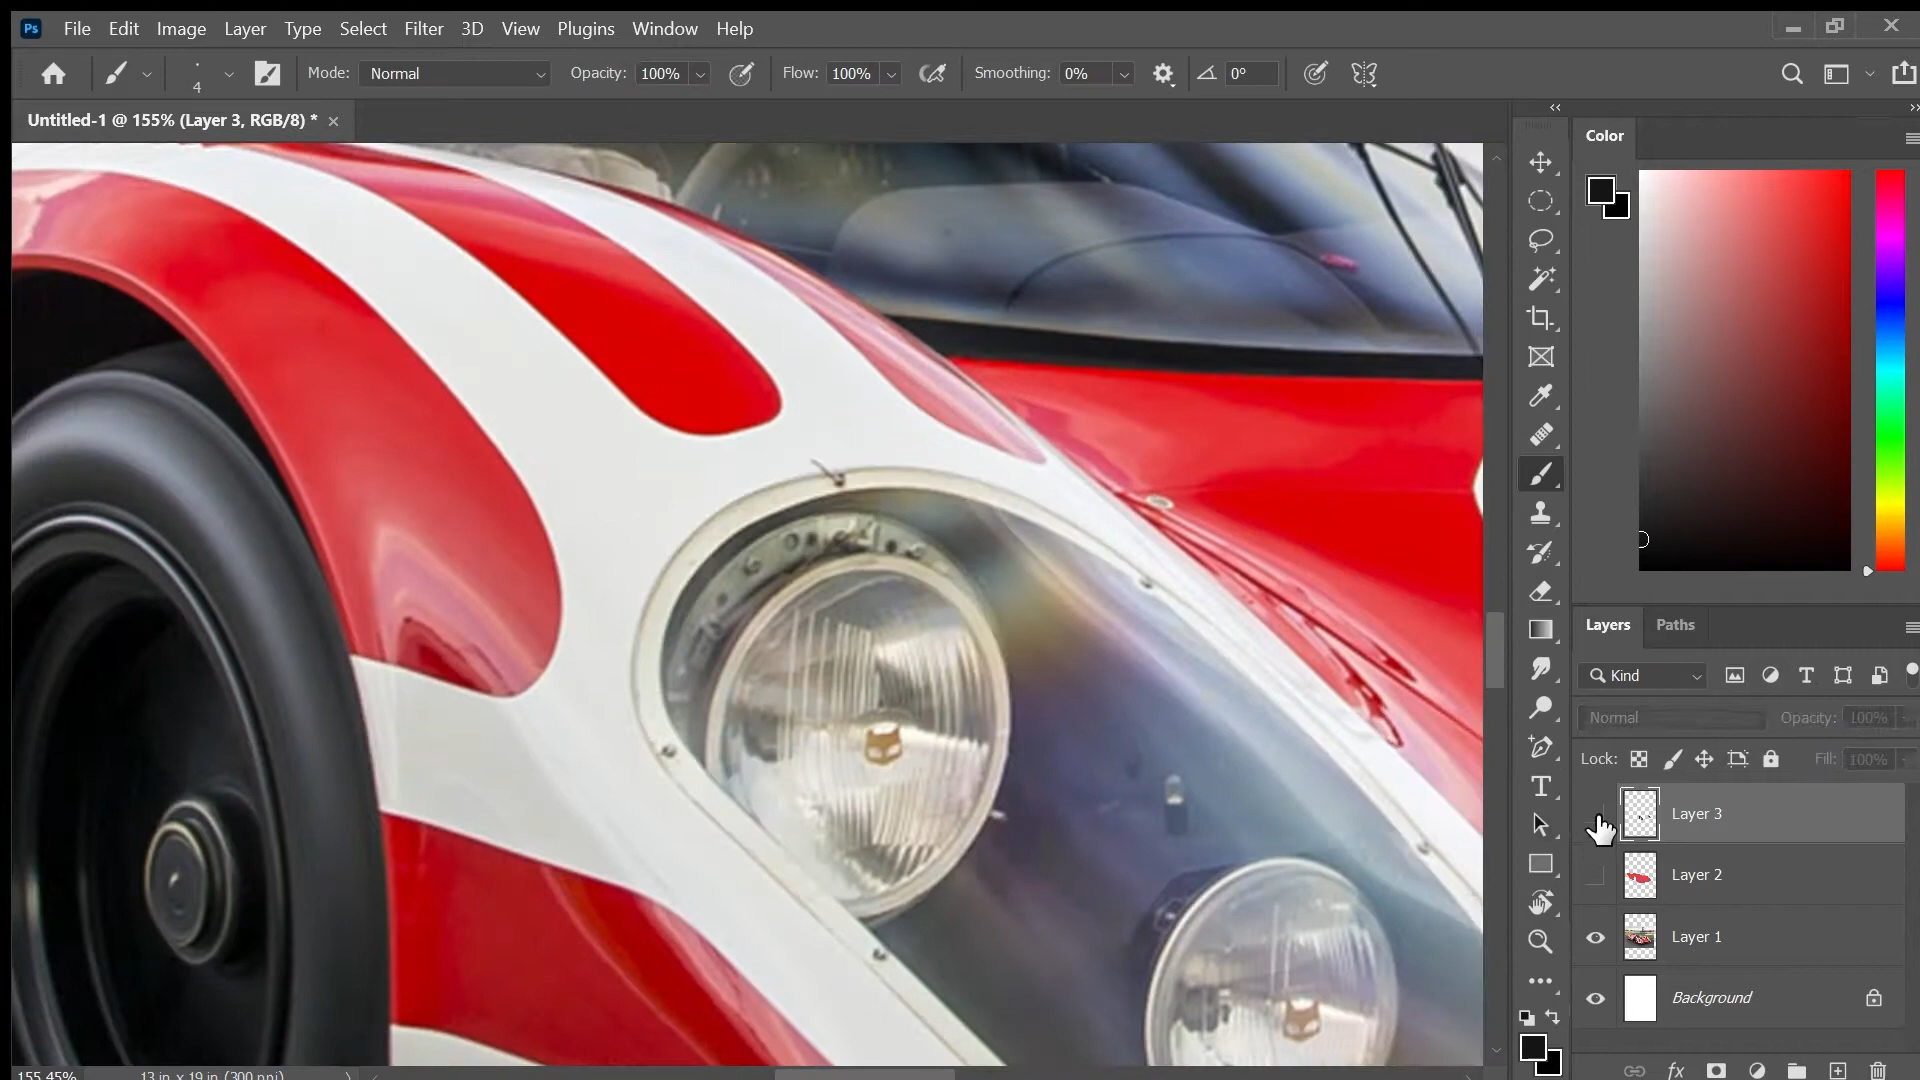 Ps File Edit Image Layer Type Select Filter 3D View Plugins Window Help
4 Mode: Normal Opacity: 100% Flow: 100% Smoothing: 0% 0°
Untitled-1 @ 155% (Layer 3, RGB/8) *
Color
Layers Paths
Kind
Normal Opacity: 100%
Lock: Fill: 100%
Layer 3
Layer 2
Layer 1
Background
fx
155.45% 13 in x 19 in (300 ppi)